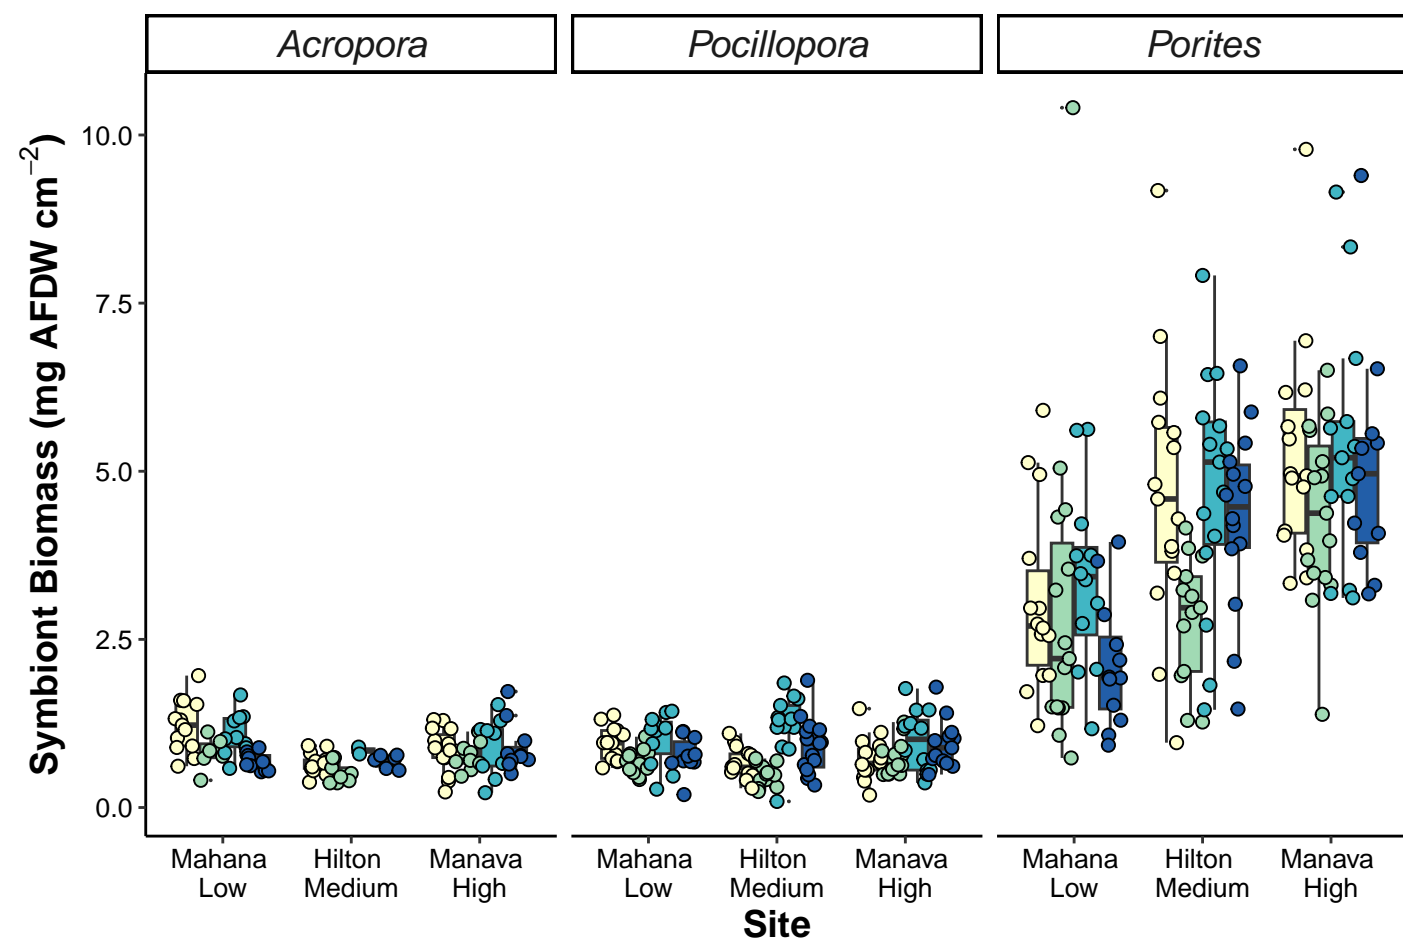 Acropora
Pocillopora
Porites
Symbiont Biomass (mg AFDW cm⁻²)
10.0
7.5
5.0
2.5
0.0
Mahana
Low
Hilton
Medium
Manava
High
Mahana
Low
Hilton
Medium
Manava
High
Mahana
Low
Hilton
Medium
Manava
High
Site